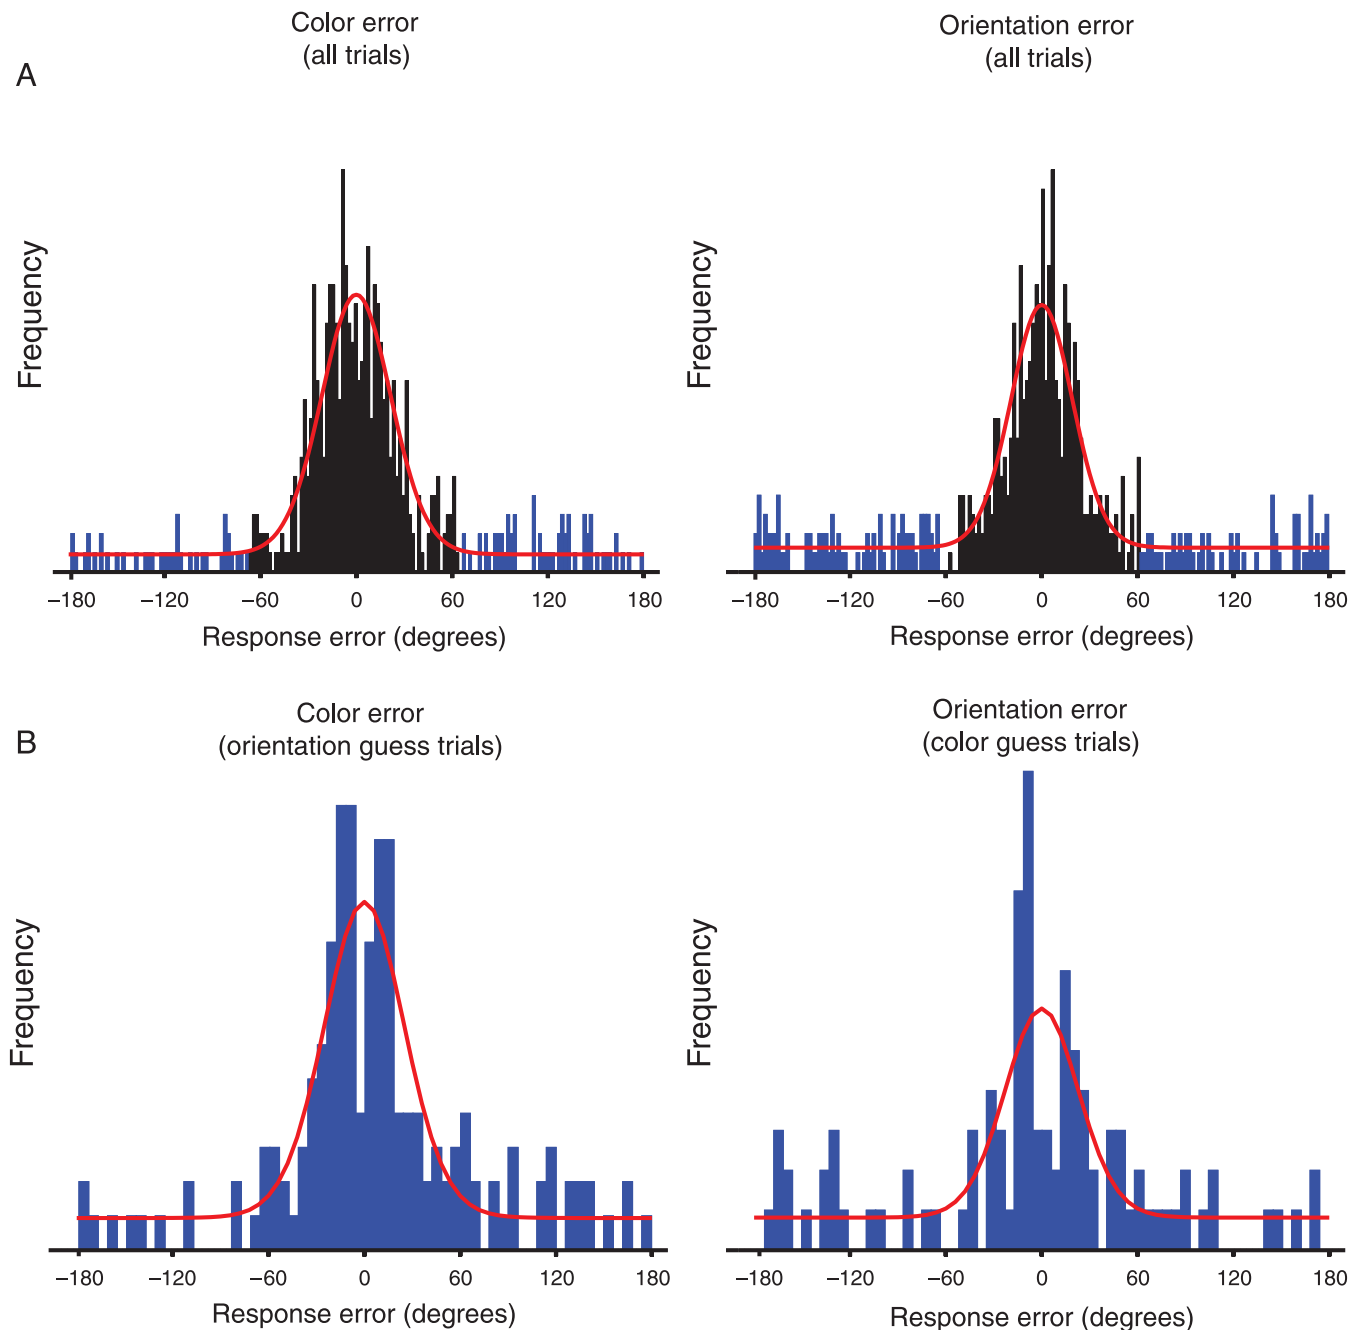 Color error
(all trials)
Orientation error
(all trials)
A
Frequency
−180 −120 −60 0 60 120 180
Response error (degrees)
Frequency
−180 −120 −60 0 60 120 180
Response error (degrees)
B
Color error
(orientation guess trials)
Orientation error
(color guess trials)
Frequency
−180 −120 −60 0 60 120 180
Response error (degrees)
Frequency
−180 −120 −60 0 60 120 180
Response error (degrees)